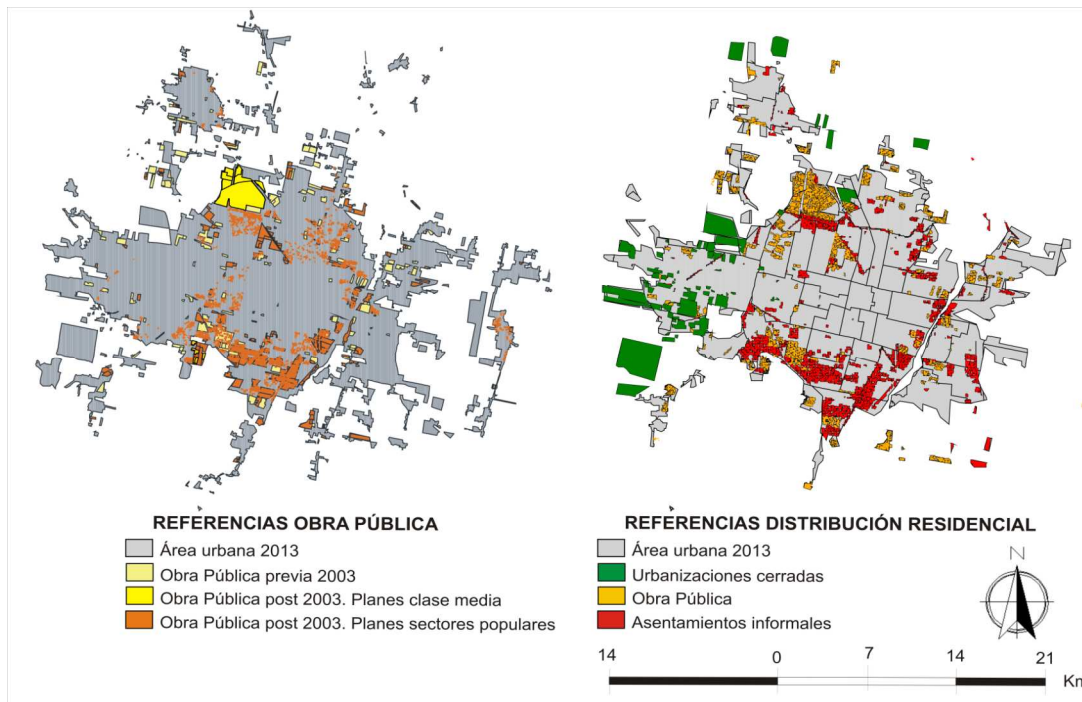 REFERENCIAS OBRA PÚBLICA
Área urbana 2013
Obra Pública previa 2003
Obra Pública post 2003. Planes clase media
Obra Pública post 2003. Planes sectores populares
REFERENCIAS DISTRIBUCIÓN RESIDENCIAL
Área urbana 2013
Urbanizaciones cerradas
Obra Pública
Asentamientos informales
N
14 0 7 14 21
Km